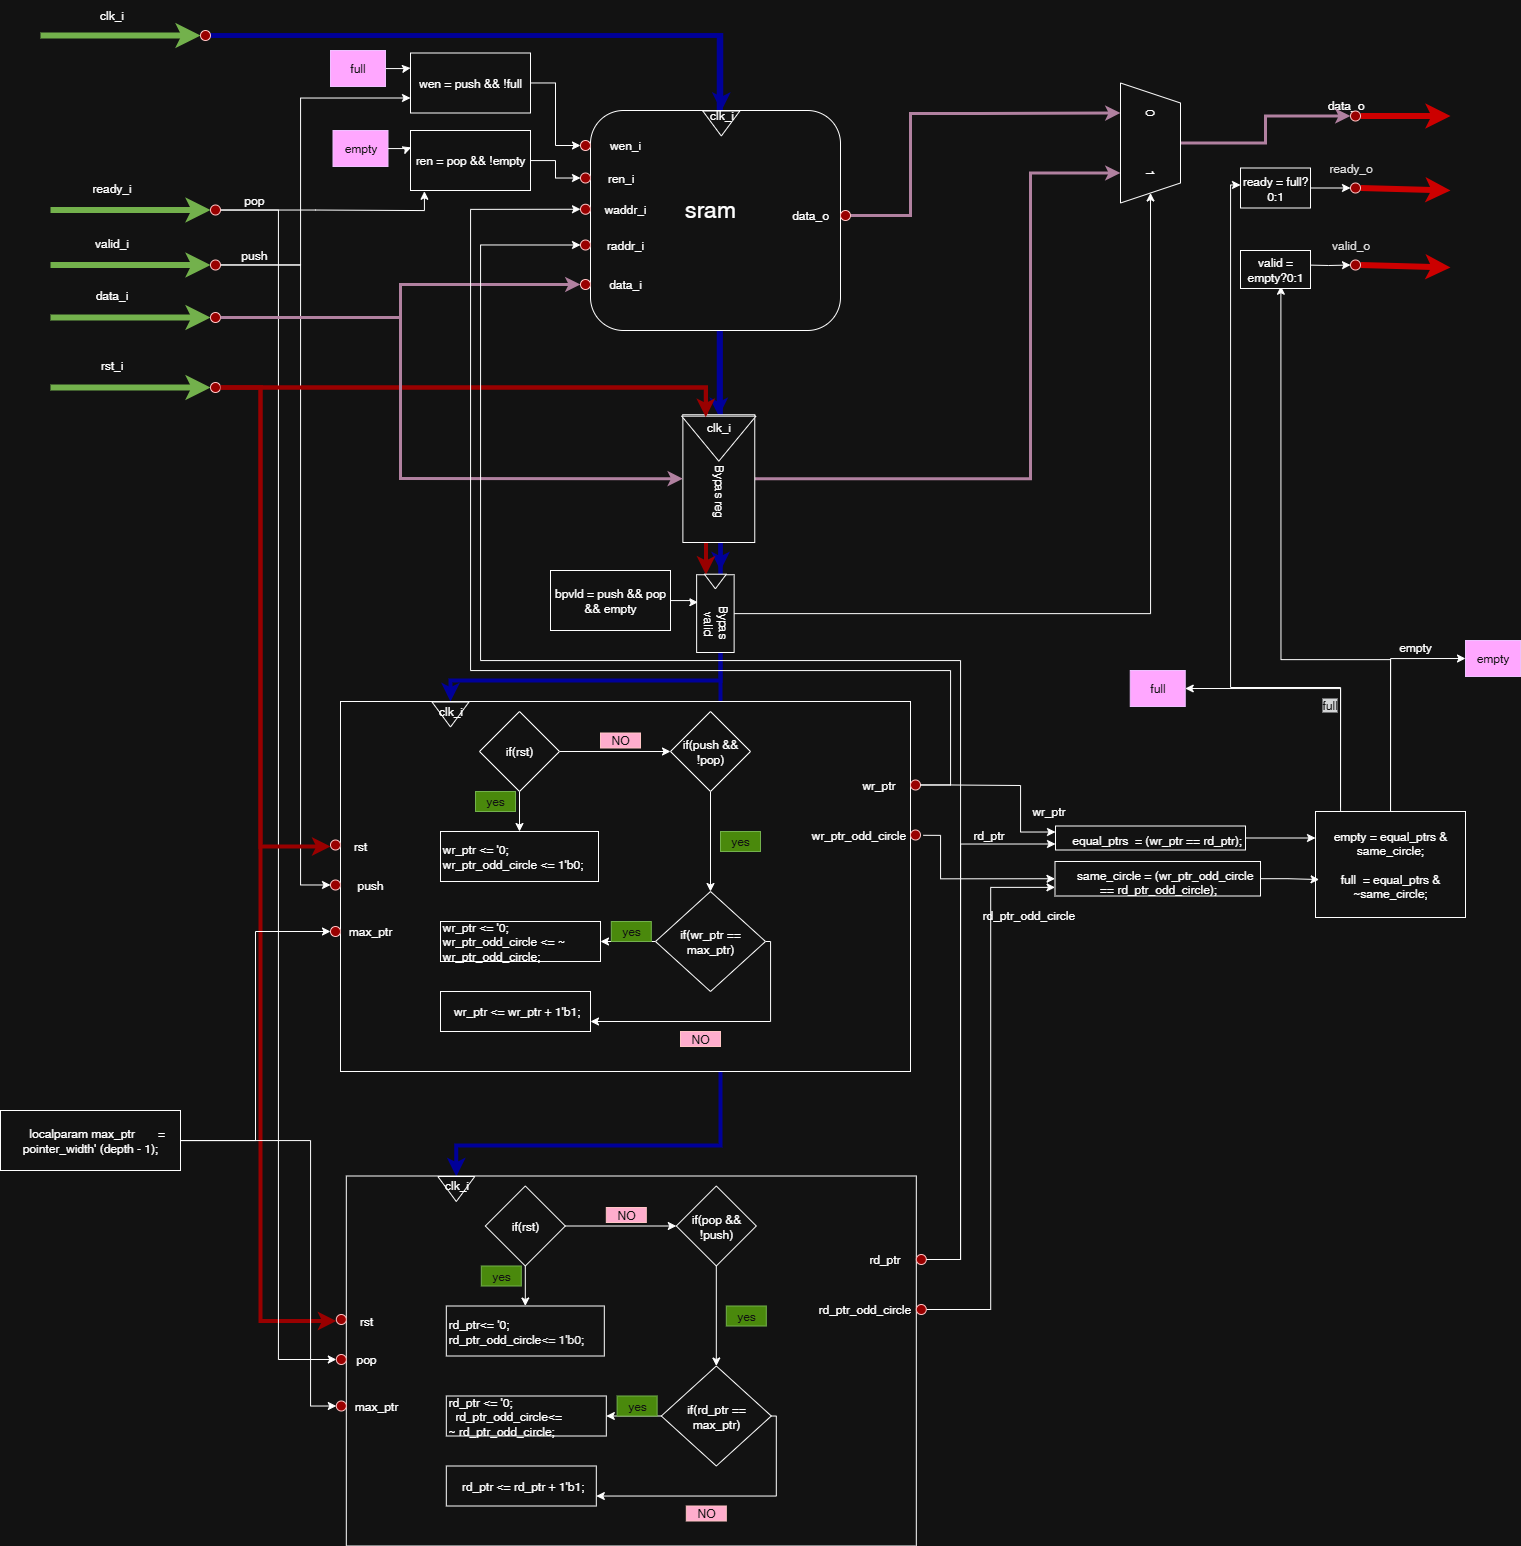 clk_i
full
wen = push && !full
empty
ren = pop && !empty
ready_i
pop
valid_i
push
data_i
rst_i
clk_i
wen_i
ren_i
waddr_i
raddr_i
data_i
sram
data_o
0
1
data_o
ready = full?
0:1
ready_o
valid =
empty?0:1
valid_o
clk_i
Bypas reg
bpvld = push && pop
&& empty
Bypas
valid
empty
empty
full
full
clk_i
if(rst)
NO
if(push &&
!pop)
yes
wr_ptr <= '0;
wr_ptr_odd_circle <= 1'b0;
yes
wr_ptr
wr_ptr_odd_circle
rst
push
max_ptr
wr_ptr <= '0;
wr_ptr_odd_circle <= ~
wr_ptr_odd_circle;
yes
if(wr_ptr ==
max_ptr)
wr_ptr <= wr_ptr + 1'b1;
NO
wr_ptr
rd_ptr
equal_ptrs = (wr_ptr == rd_ptr);
same_circle = (wr_ptr_odd_circle
== rd_ptr_odd_circle);
rd_ptr_odd_circle
empty = equal_ptrs &
same_circle;
full = equal_ptrs &
~same_circle;
localparam max_ptr =
pointer_width' (depth - 1);
clk_i
if(rst)
NO
if(pop &&
!push)
yes
rd_ptr<= '0;
rd_ptr_odd_circle<= 1'b0;
yes
rd_ptr
rd_ptr_odd_circle
rst
pop
max_ptr
rd_ptr <= '0;
rd_ptr_odd_circle<=
~ rd_ptr_odd_circle;
yes
if(rd_ptr ==
max_ptr)
rd_ptr <= rd_ptr + 1'b1;
NO